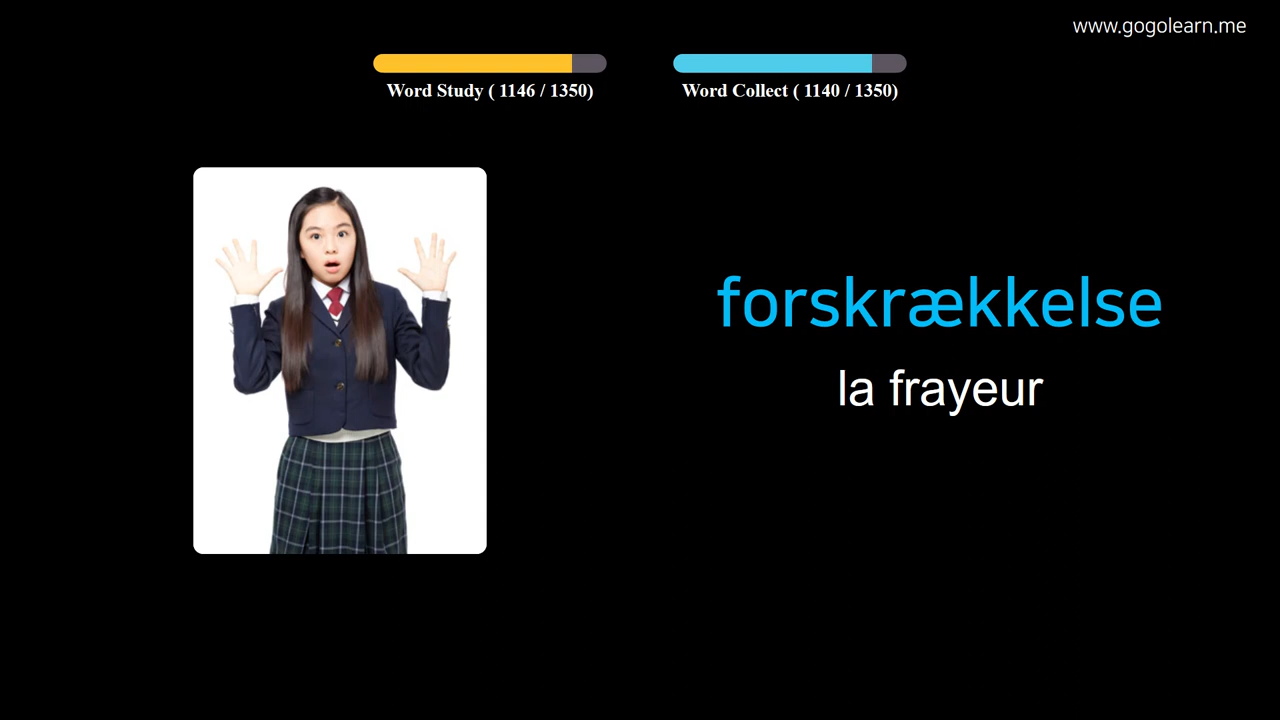 www.gogolearn.me
Word Study ( 1146 / 1350)
Word Collect ( 1140 / 1350)
forskrækkelse
la frayeur